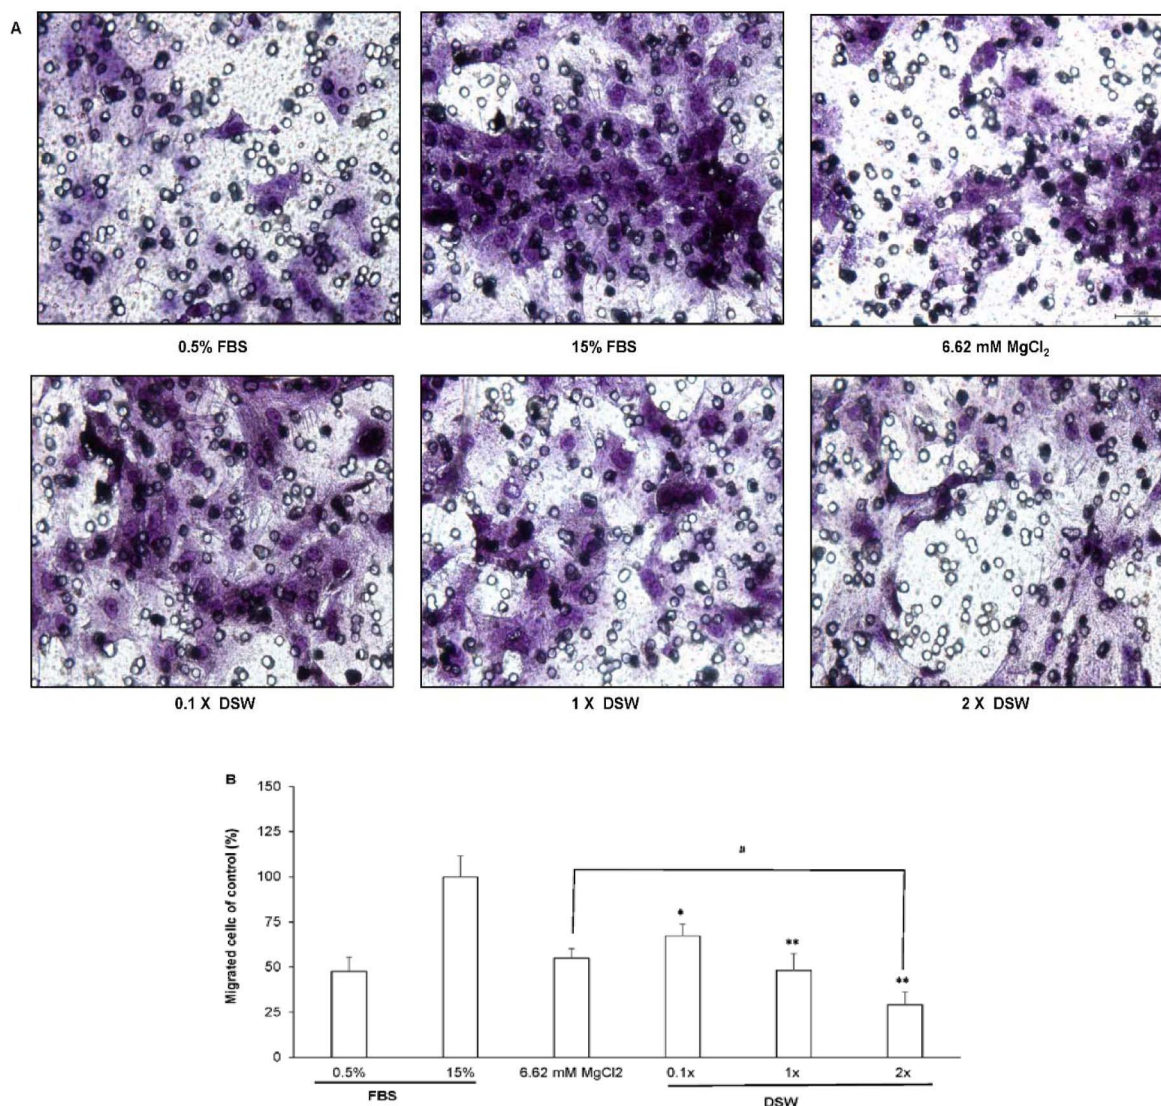 A
0.5% FBS
15% FBS
6.62 mM MgCl₂
0.1 X DSW
1 X DSW
2 X DSW
B
Migrated cellc of control (%)
150
125
100
75
50
25
0
#
*
**
**
0.5%
15%
6.62 mM MgCl2
0.1x
1x
2x
FBS
DSW